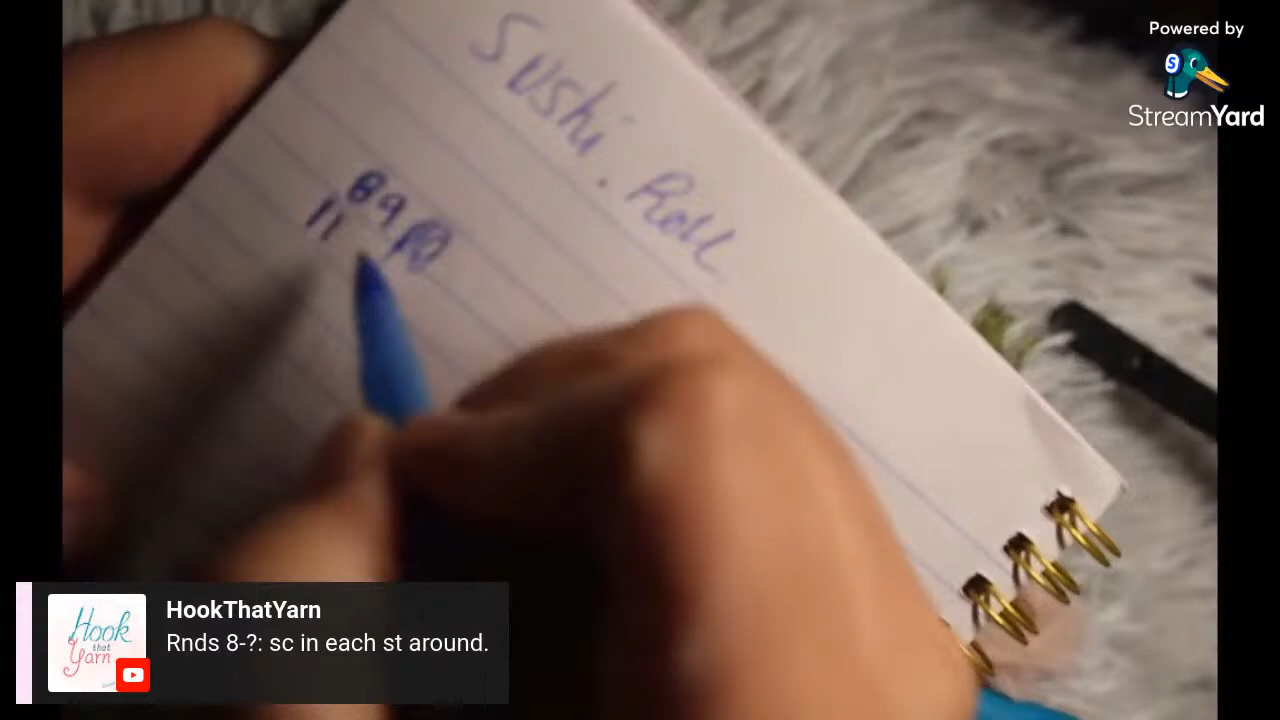 Powered by
StreamYard
Sushi. Roll
8 9 10
11
Hook
that
Yarn
HookThatYarn
Rnds 8-?: sc in each st around.